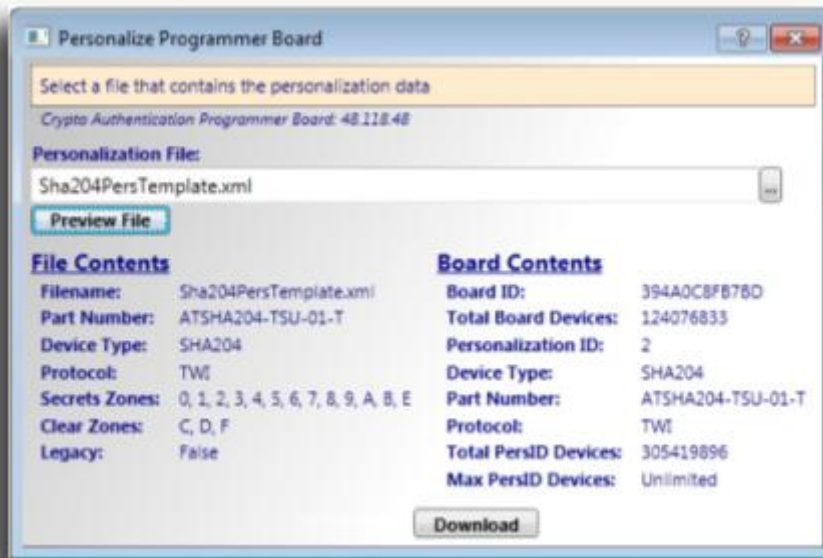 Personalize Programmer Board
Select a file that contains the personalization data
Crypto Authentication Programmer Board: 48.118.48
Personalization File:
Sha204PersTemplate.xml
...
Preview File
File Contents
Filename: Sha204PersTemplate.xml
Part Number: ATSHA204-TSU-01-T
Device Type: SHA204
Protocol: TWI
Secrets Zones: 0, 1, 2, 3, 4, 5, 6, 7, 8, 9, A, B, E
Clear Zones: C, D, F
Legacy: False
Board Contents
Board ID: 394A0C8FB7BD
Total Board Devices: 124076833
Personalization ID: 2
Device Type: SHA204
Part Number: ATSHA204-TSU-01-T
Protocol: TWI
Total PersID Devices: 305419896
Max PersID Devices: Unlimited
Download